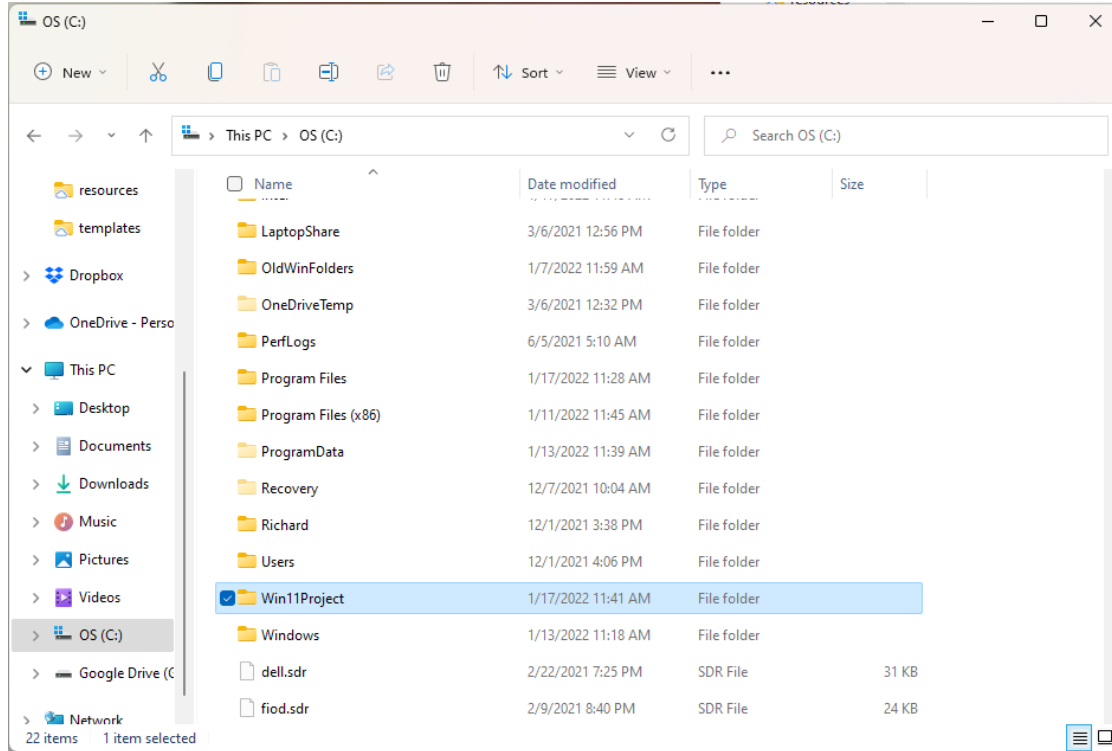 resources
OS (C:)
New
Sort
View
This PC > OS (C:)
Search OS (C:)
resources
templates
Dropbox
OneDrive - Perso
This PC
Desktop
Documents
Downloads
Music
Pictures
Videos
OS (C:)
Google Drive (G
Network
Name Date modified Type Size
LaptopShare 3/6/2021 12:56 PM File folder
OldWinFolders 1/7/2022 11:59 AM File folder
OneDriveTemp 3/6/2021 12:32 PM File folder
PerfLogs 6/5/2021 5:10 AM File folder
Program Files 1/17/2022 11:28 AM File folder
Program Files (x86) 1/11/2022 11:45 AM File folder
ProgramData 1/13/2022 11:39 AM File folder
Recovery 12/7/2021 10:04 AM File folder
Richard 12/1/2021 3:38 PM File folder
Users 12/1/2021 4:06 PM File folder
Win11Project 1/17/2022 11:41 AM File folder
Windows 1/13/2022 11:18 AM File folder
dell.sdr 2/22/2021 7:25 PM SDR File 31 KB
fiod.sdr 2/9/2021 8:40 PM SDR File 24 KB
22 items 1 item selected